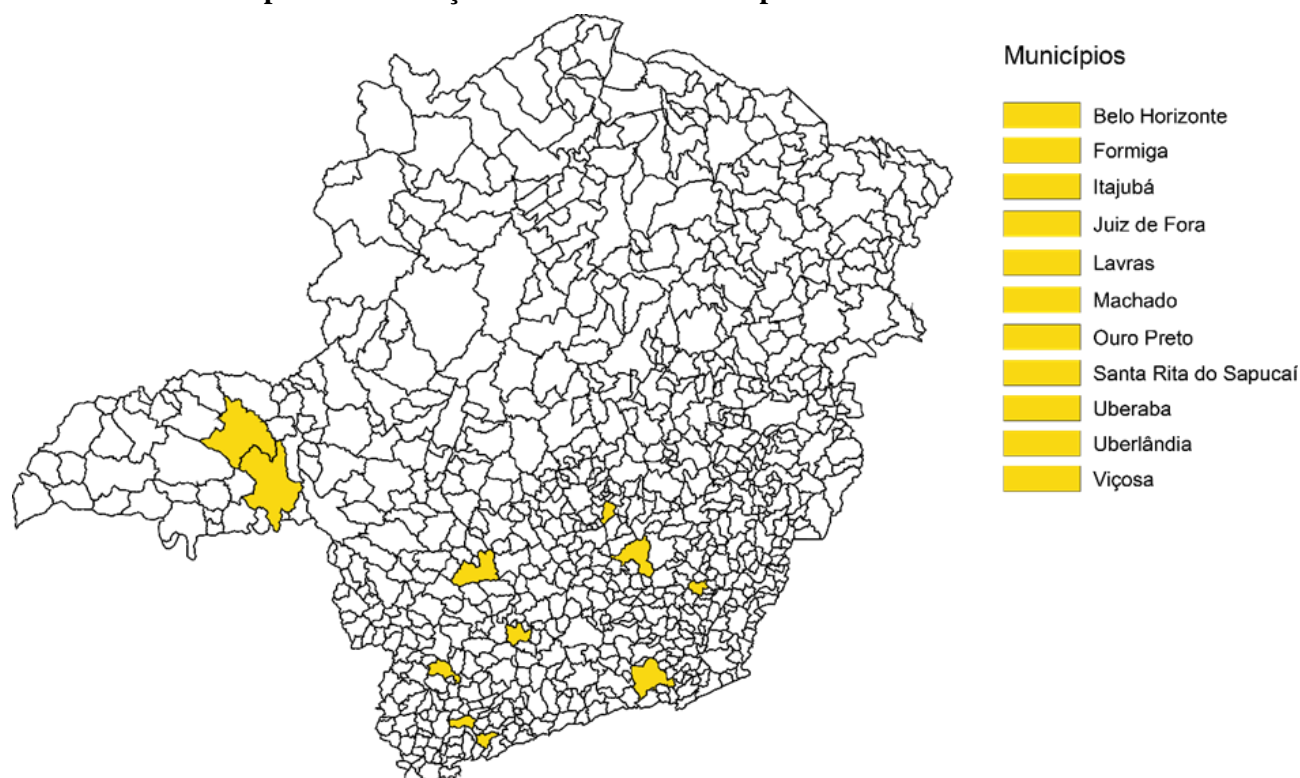 Municípios
Belo Horizonte
Formiga
Itajubá
Juiz de Fora
Lavras
Machado
Ouro Preto
Santa Rita do Sapucaí
Uberaba
Uberlândia
Viçosa